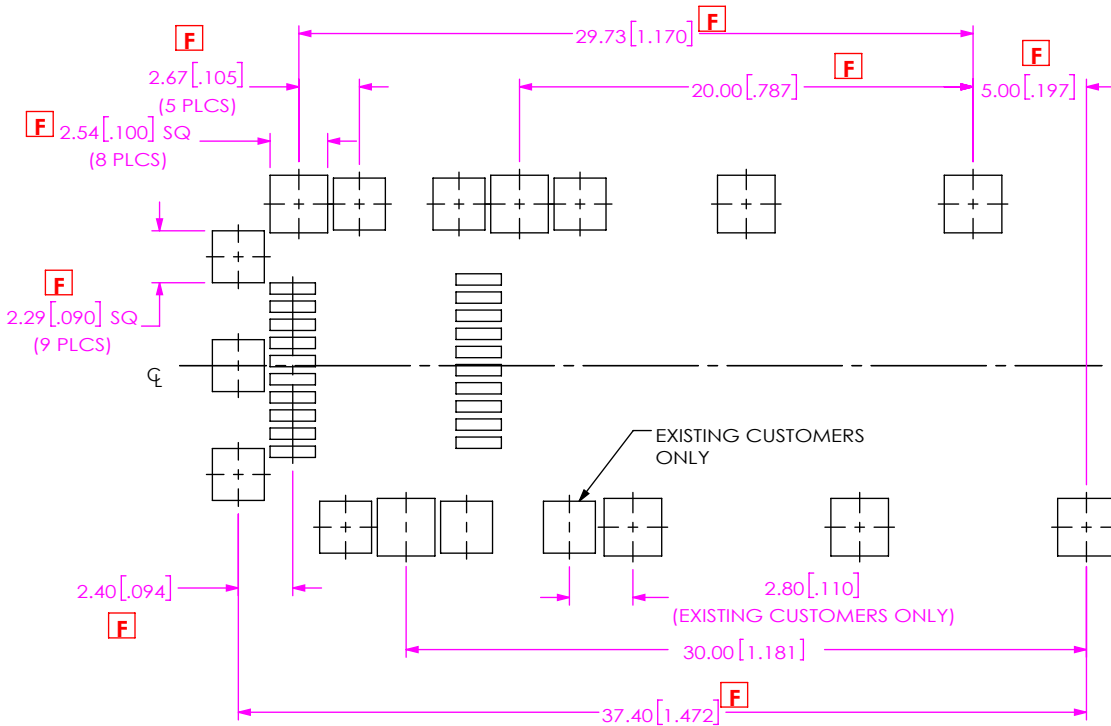 F
29.73[1.170]
F
F
2.67[.105]
(5 PLCS)
20.00[.787]
F
5.00[.197]
F
2.54[.100] SQ
(8 PLCS)
F
2.29[.090] SQ
(9 PLCS)
℄
EXISTING CUSTOMERS
ONLY
2.40[.094]
F
2.80[.110]
(EXISTING CUSTOMERS ONLY)
30.00[1.181]
37.40[1.472]
F